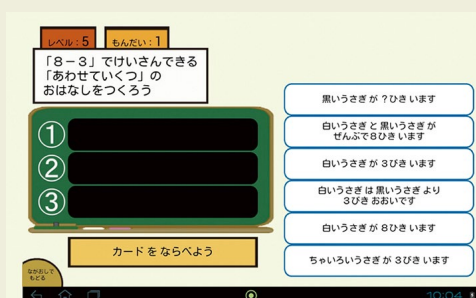 レベル：5
もんだい：1
「８－３」でけいさんできる
「あわせていくつ」の
おはなしをつくろう
①
②
③
カード を ならべよう
黒いうさぎ が ？ひき います
白いうさぎ と 黒いうさぎ が
ぜんぶで８ひき います
白いうさぎ が ３びき います
白いうさぎ は 黒いうさぎ より
３びき おおいです
白いうさぎ が ８ひき います
ちゃいろいうさぎ が ３びき います
なかおしで
もどる